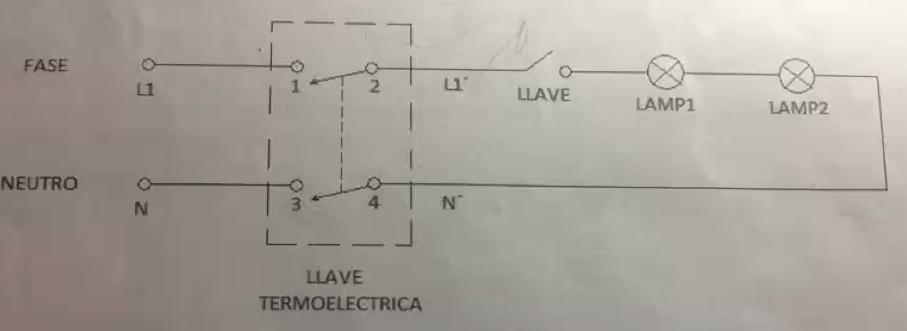 FASE
L1
1
2
L1´
LLAVE
LAMP1
LAMP2
NEUTRO
N
3
4
N´
LLAVE
TERMOELECTRICA